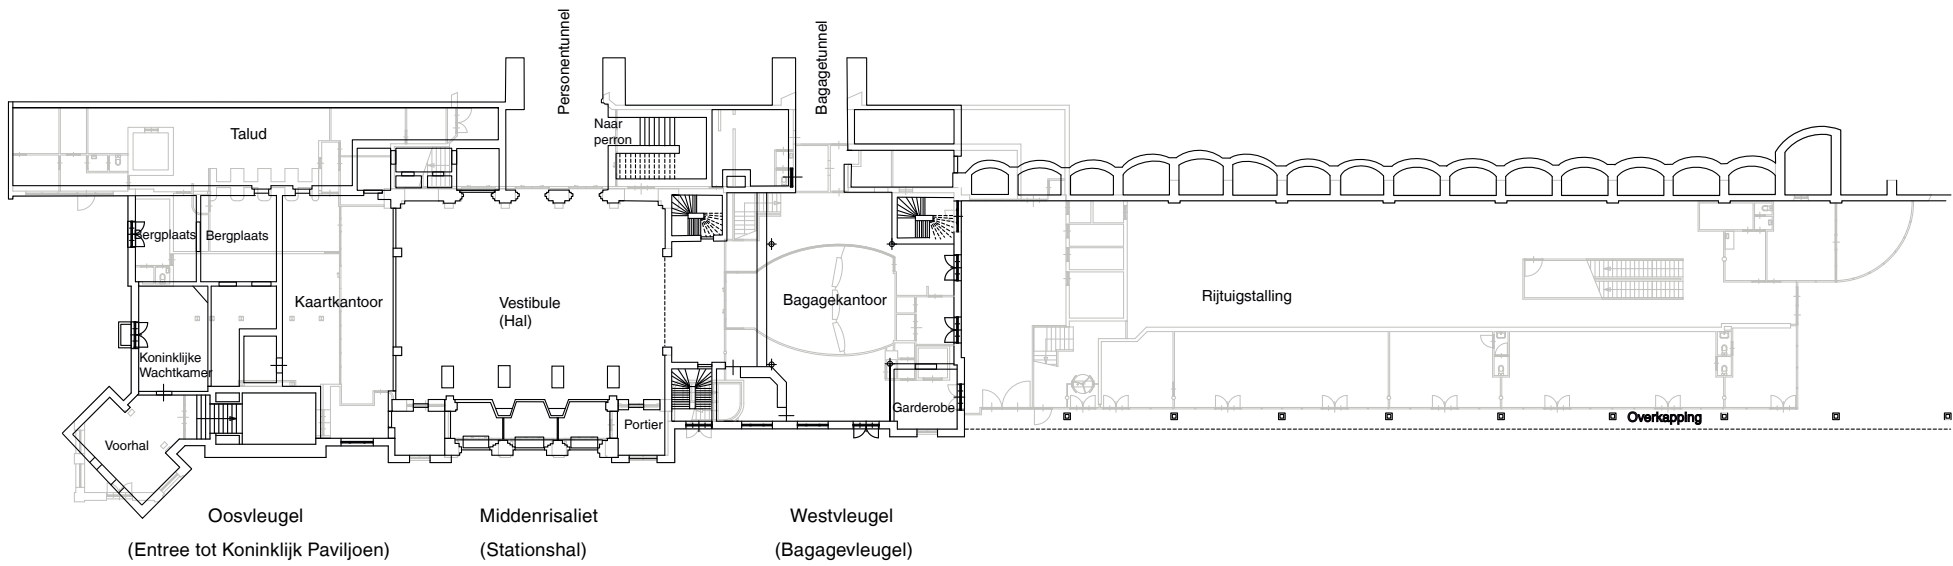 Personentunnel
Bagagetunnel
Talud
Naar
perron
Bergplaats
Bergplaats
Kaartkantoor
Vestibule
(Hal)
Bagagekantoor
Rijtuigstalling
Koninklijke
Wachtkamer
Garderobe
Overkapping
Portier
Voorhal
Oosvleugel
(Entree tot Koninklijk Paviljoen)
Middenrisaliet
(Stationshal)
Westvleugel
(Bagagevleugel)